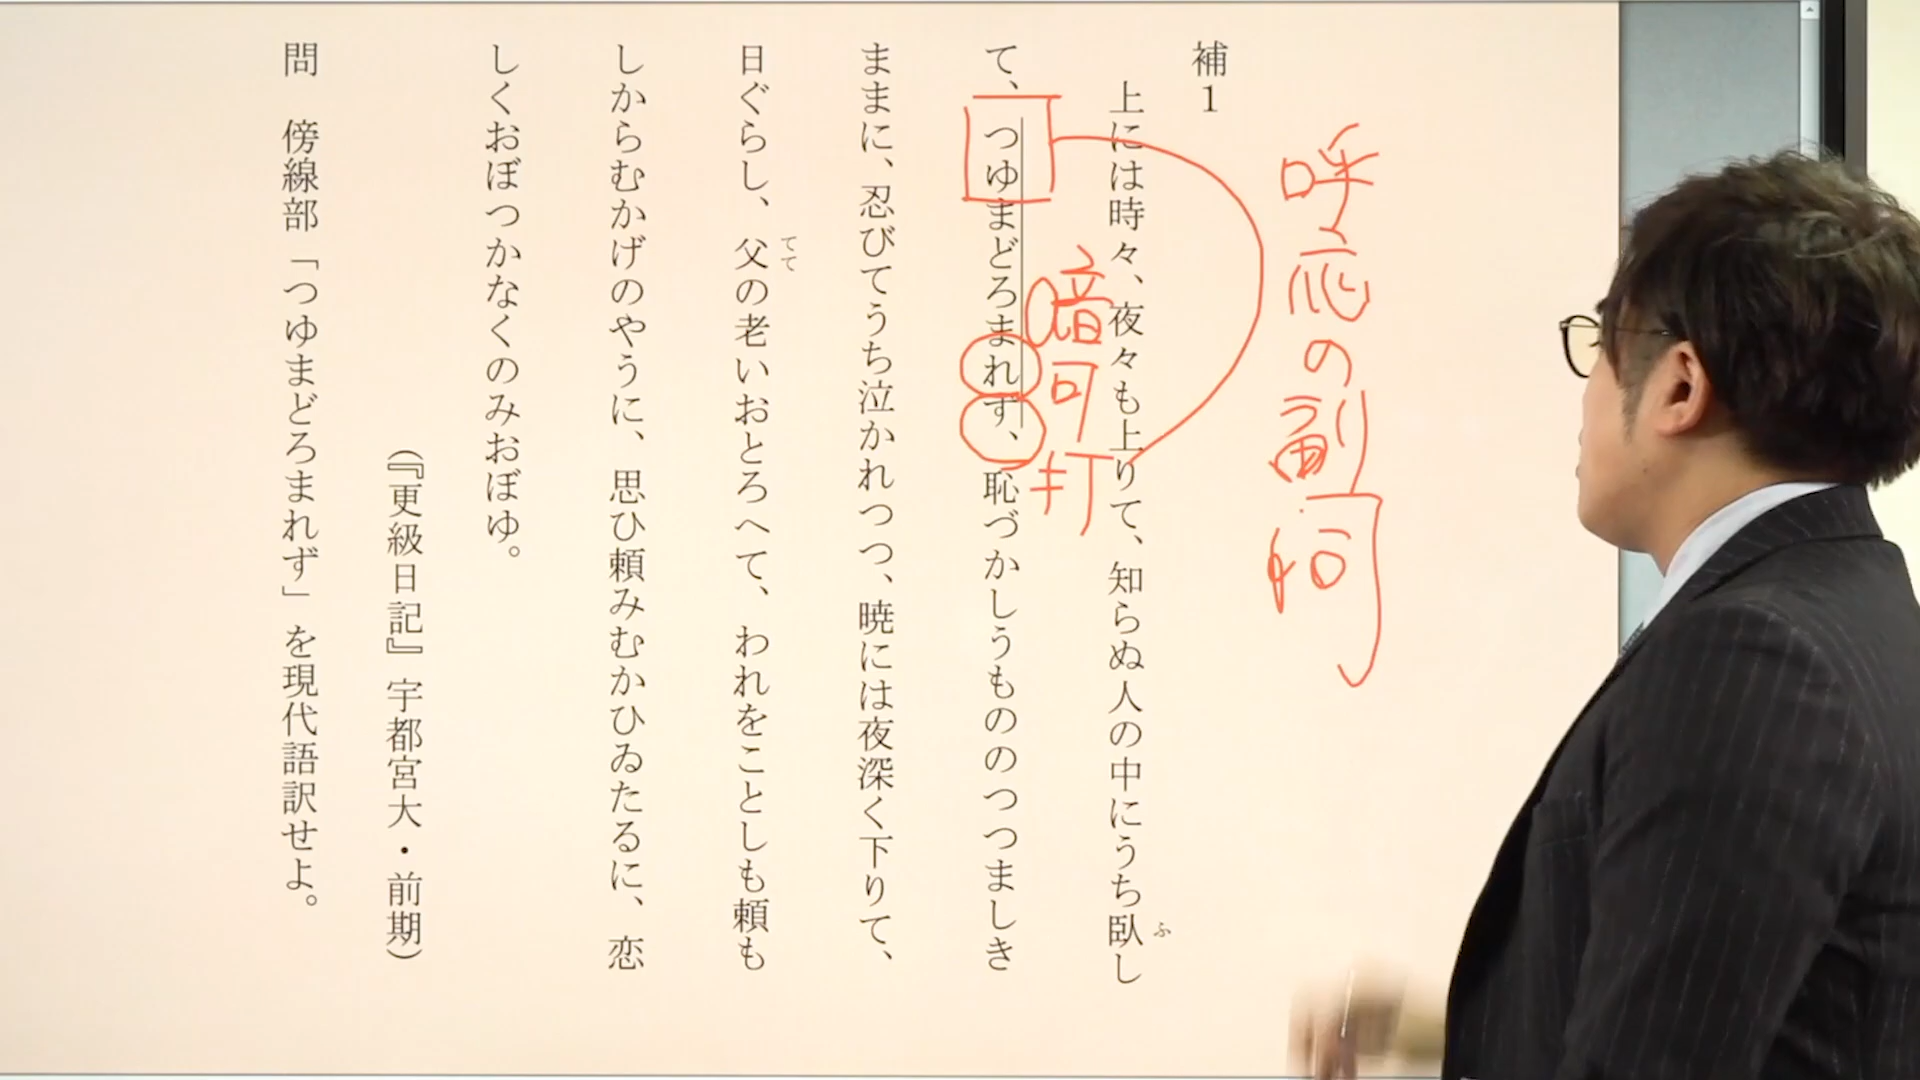 補1
上には時々、夜々も上りて、知らぬ人の中にうち臥し
ふ
て、つゆまどろまれず、恥づかしうもののつつましき
ままに、忍びてうち泣かれつつ、暁には夜深く下りて、
日ぐらし、父の老いおとろへて、われをことしも頼も
てて
しからむかげのやうに、思ひ頼みむかひゐたるに、恋
しくおぼつかなくのみおぼゆ。
(『更級日記』宇都宮大・前期)
問 傍線部「つゆまどろまれず」を現代語訳せよ。
呼応の副詞
可
打